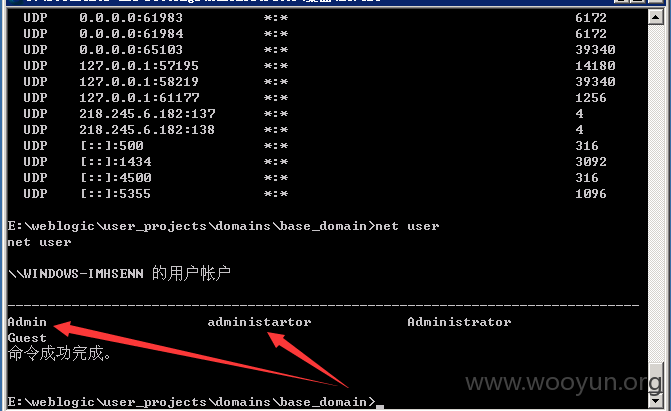 UDP 0.0.0.0:61983 *:* 6172
UDP 0.0.0.0:61984 *:* 6172
UDP 0.0.0.0:65103 *:* 39340
UDP 127.0.0.1:57195 *:* 14180
UDP 127.0.0.1:58219 *:* 39340
UDP 127.0.0.1:61177 *:* 1256
UDP 218.245.6.182:137 *:* 4
UDP 218.245.6.182:138 *:* 4
UDP [::]:500 *:* 316
UDP [::]:1434 *:* 3092
UDP [::]:4500 *:* 316
UDP [::]:5355 *:* 1096
E:\weblogic\user_projects\domains\base_domain>net user
net user
\\WINDOWS-IMHSENN 的用户帐户
-------------------------------------------------------------------------------
Admin administartor Administrator
Guest
命令成功完成。
www.wooyun.org
E:\weblogic\user_projects\domains\base_domain>